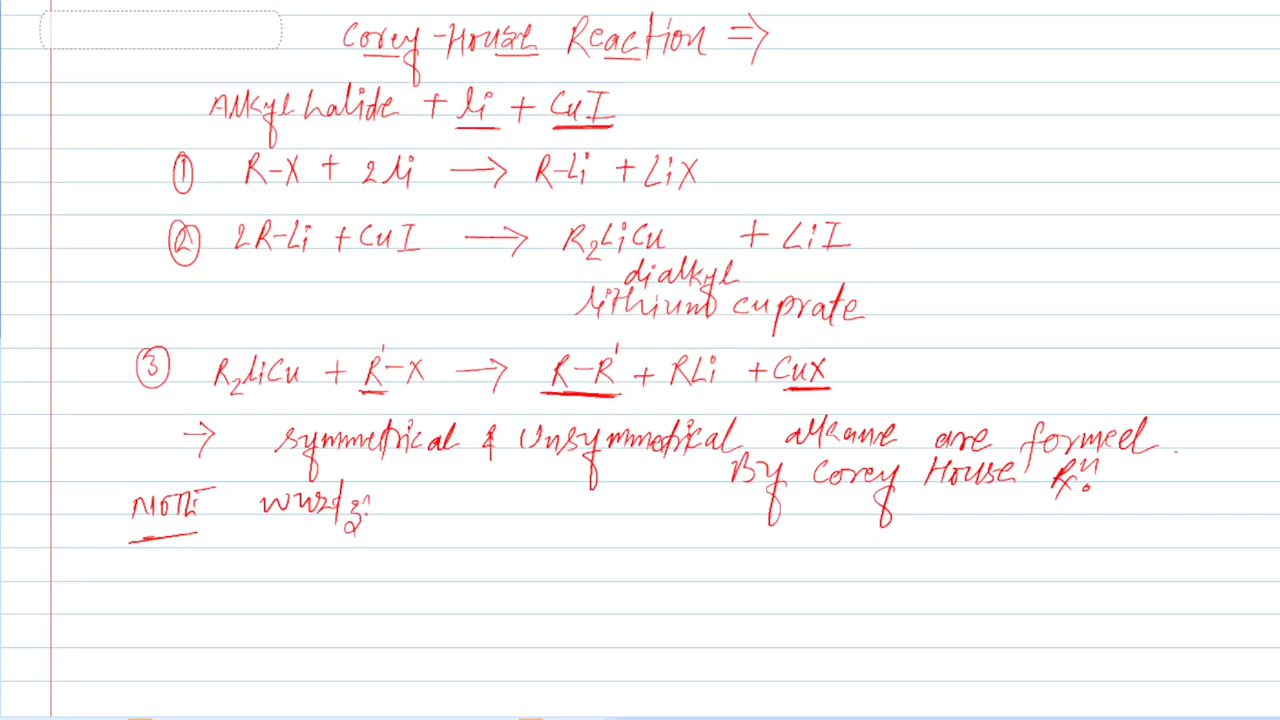 Corey-House Reaction ⇒
Alkyl halide + Li + CuI
① R-X + 2Li → R-Li + LiX
② 2R-Li + CuI → R₂LiCu + LiI
dialkyl
lithium cuprate
③ R₂LiCu + R'-X → R-R' + RLi + CuX
→ symmetrical & Unsymmetrical alkane are formed.
By Corey House Rxⁿ:
NOTE wurtz: